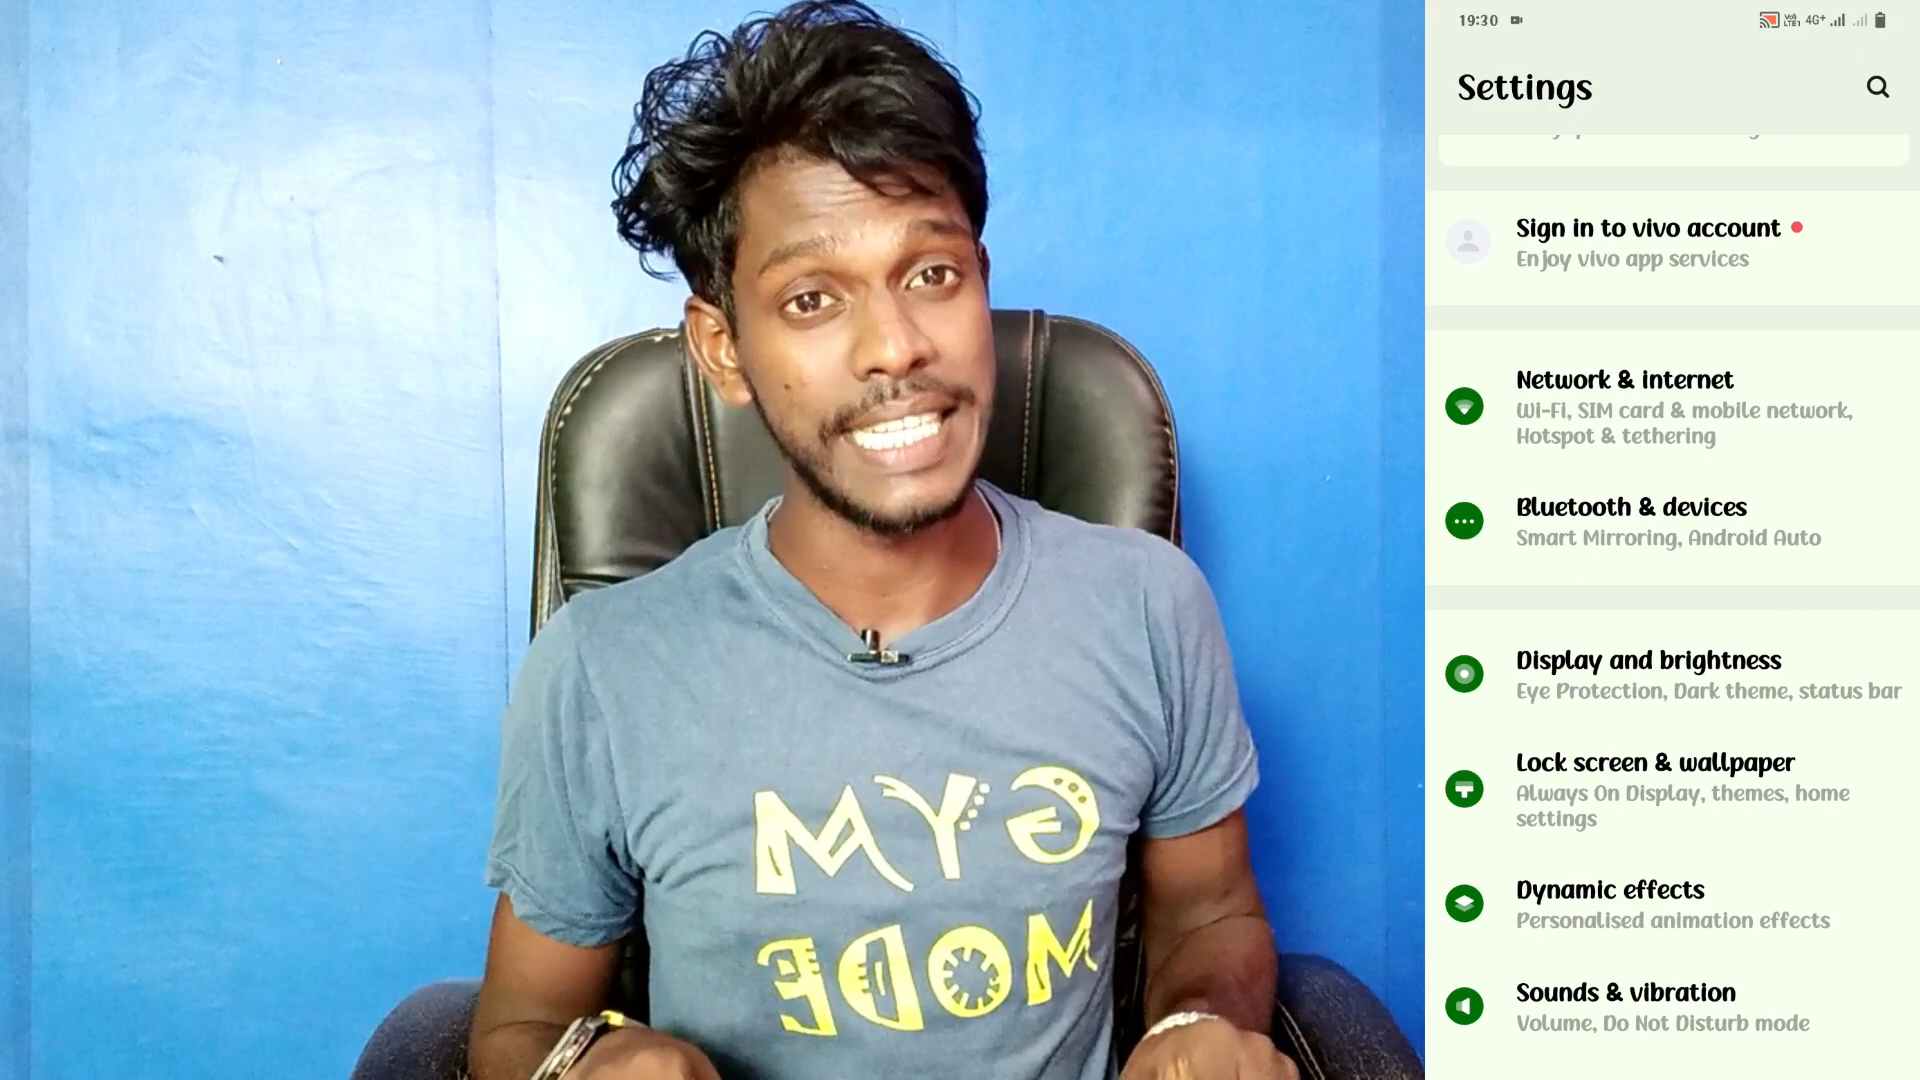 19:30
4G+
Settings
Sign in to vivo account
Enjoy vivo app services
Network & internet
Wi-Fi, SIM card & mobile network,
Hotspot & tethering
Bluetooth & devices
Smart Mirroring, Android Auto
Display and brightness
Eye Protection, Dark theme, status bar
Lock screen & wallpaper
Always On Display, themes, home
settings
Dynamic effects
Personalised animation effects
Sounds & vibration
Volume, Do Not Disturb mode
GYM
MODE